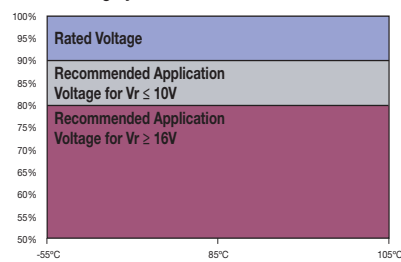 100%
95%
90%
85%
80%
75%
70%
65%
60%
55%
50%
Rated Voltage
Recommended Application
Voltage for Vr ≤ 10V
Recommended Application
Voltage for Vr ≥ 16V
-55ºC
85ºC
105ºC